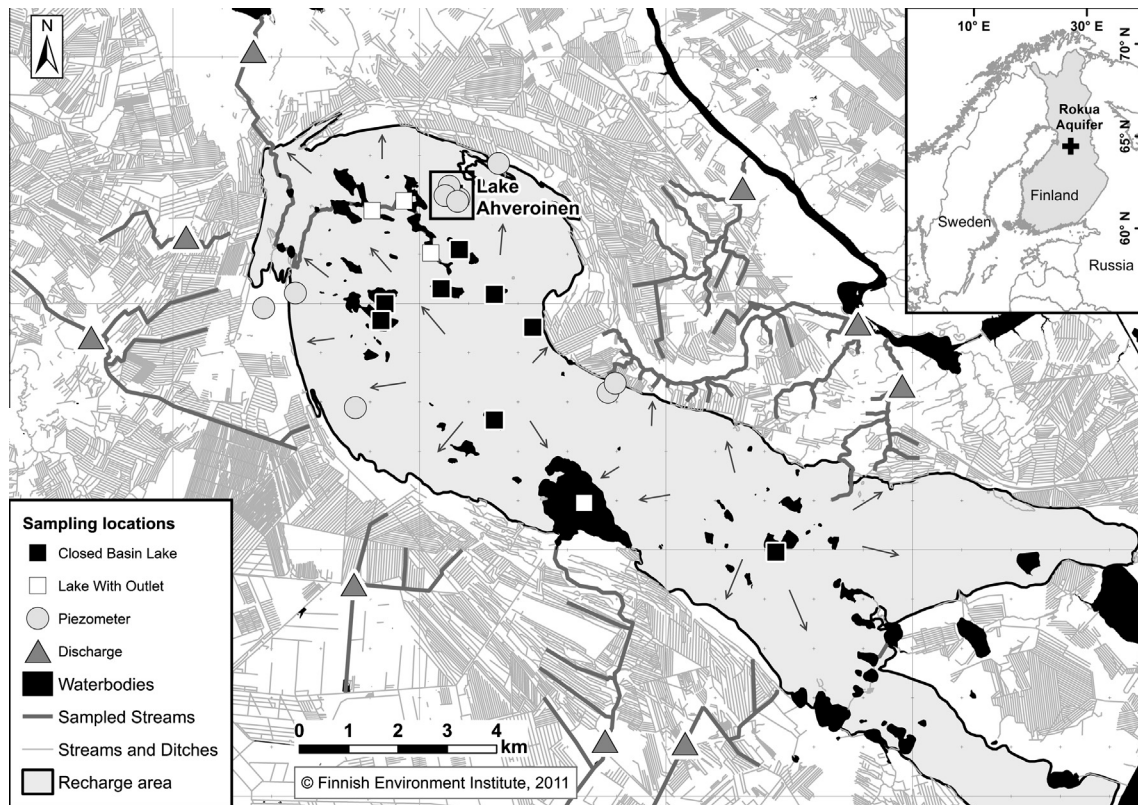 N
10° E
30° E
70° N
Rokua
Aquifer
65° N
Finland
Sweden
60° N
Russia
Lake
Ahveroinen
Sampling locations
Closed Basin Lake
Lake With Outlet
Piezometer
Discharge
Waterbodies
Sampled Streams
Streams and Ditches
Recharge area
0 1 2 3 4
km
© Finnish Environment Institute, 2011